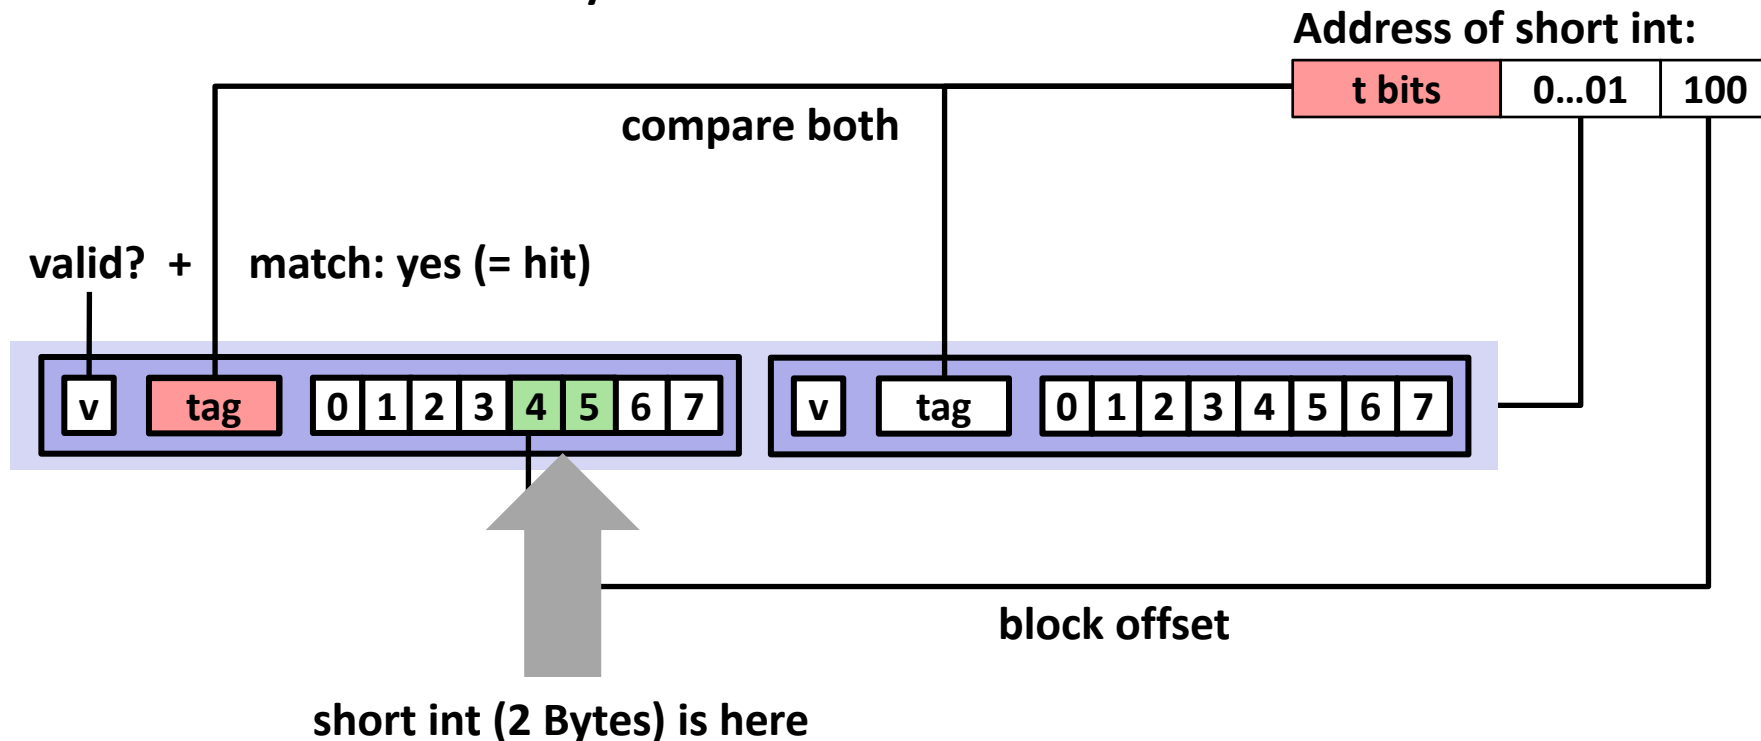 Address of short int:
t bits 0...01 100
compare both
valid? + match: yes (= hit)
v tag 0 1 2 3 4 5 6 7 v tag 0 1 2 3 4 5 6 7
block offset
short int (2 Bytes) is here